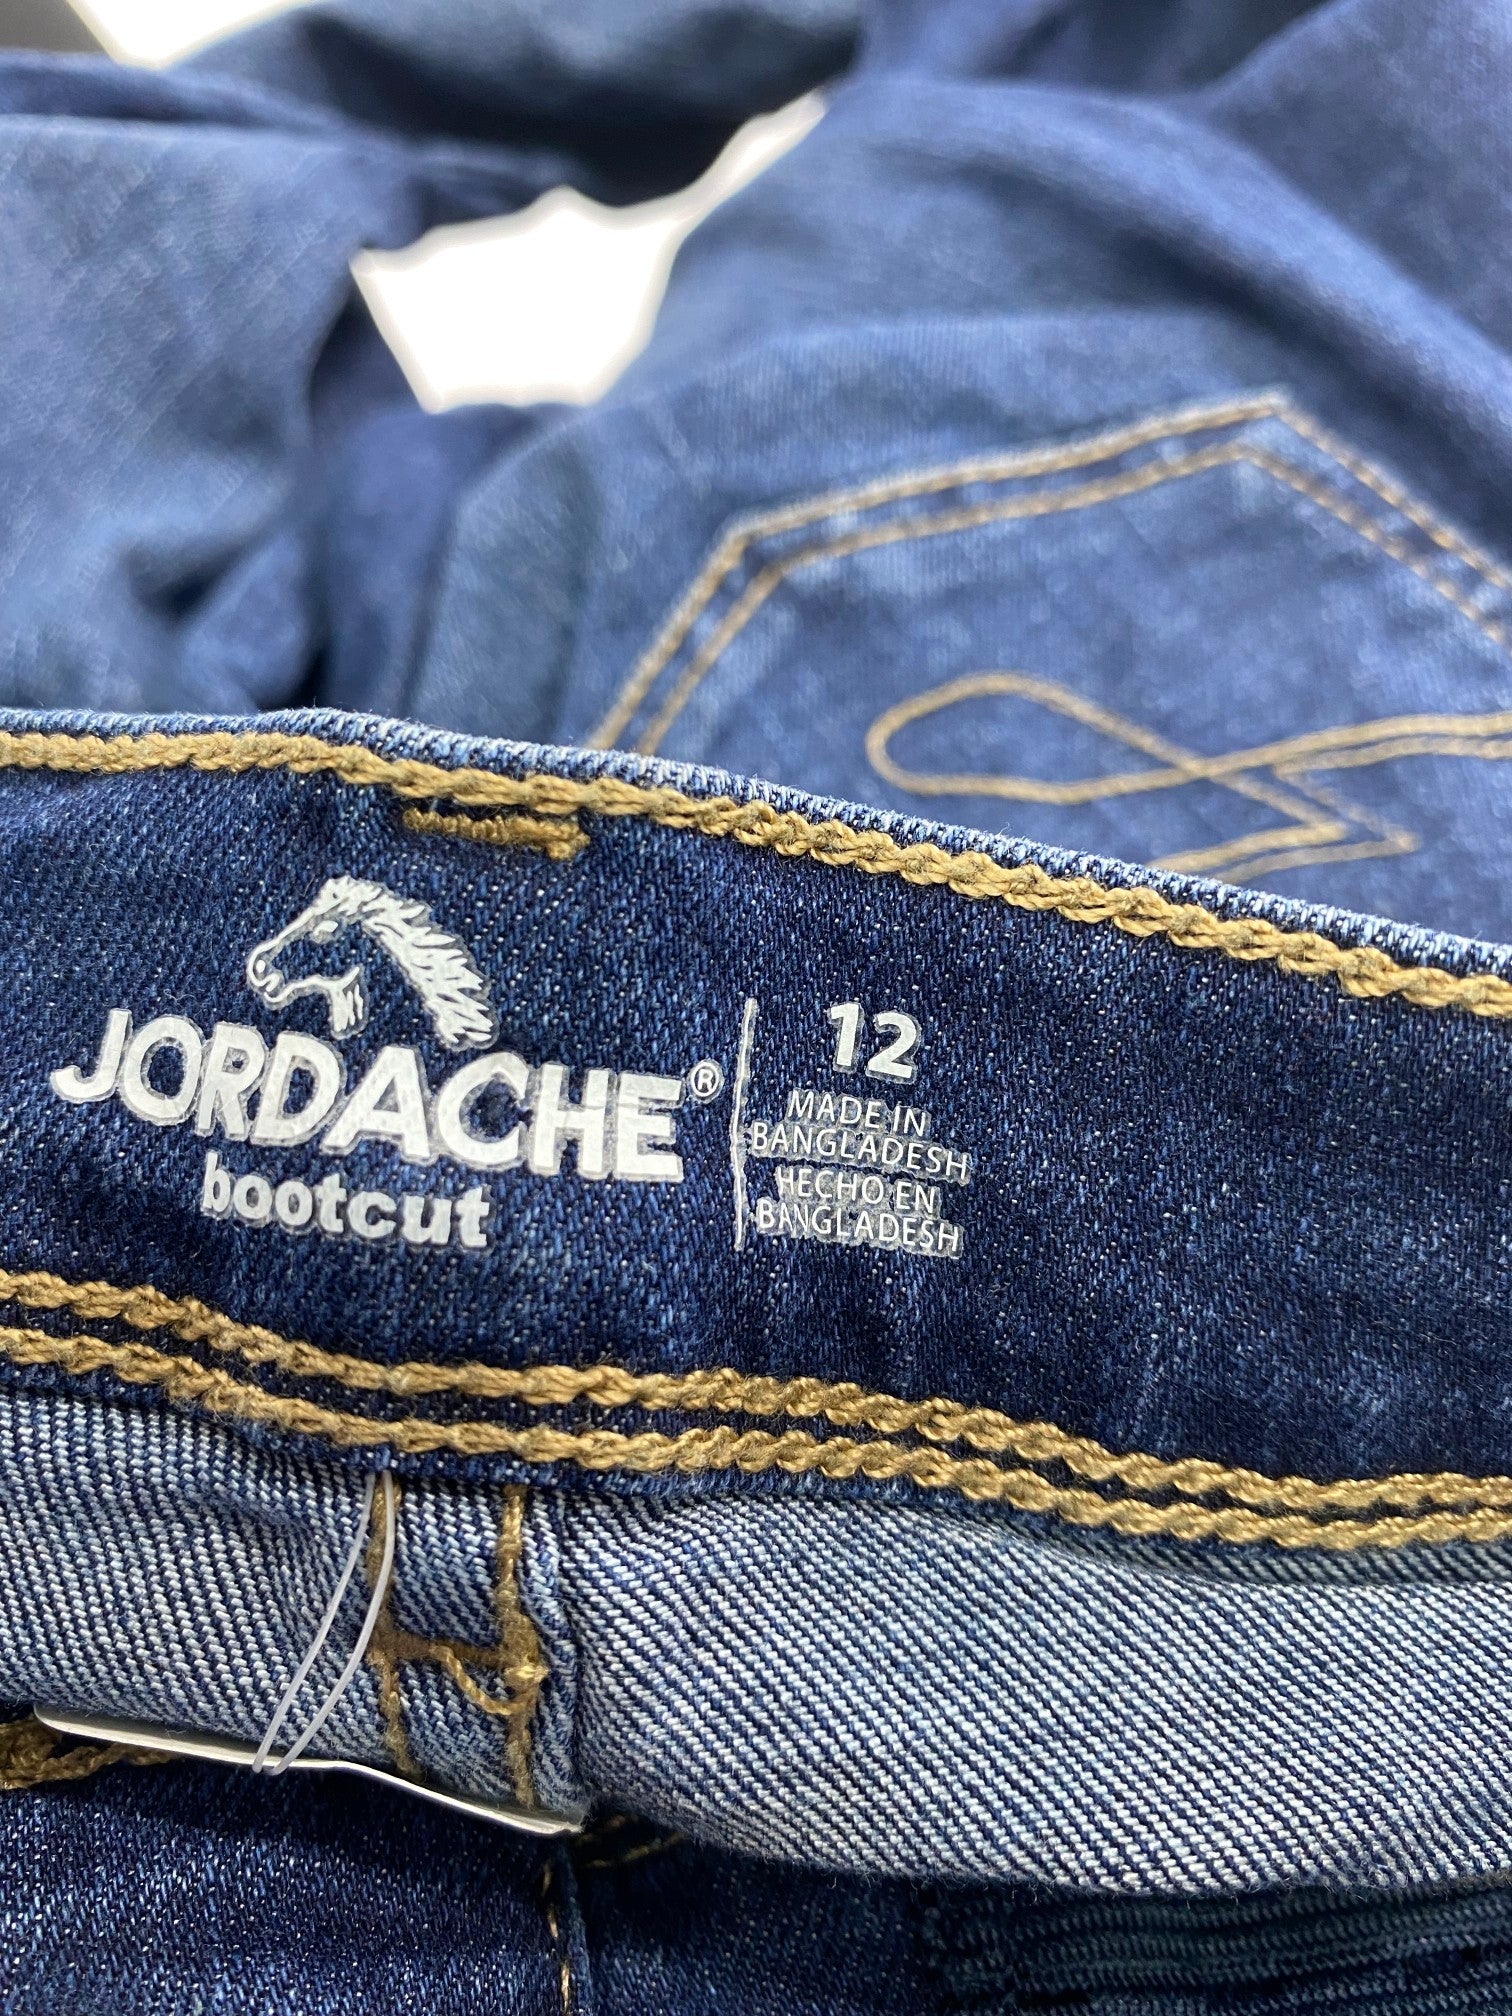 JORDACHE®
bootcut
12
MADE IN
BANGLADESH
HECHO EN
BANGLADESH